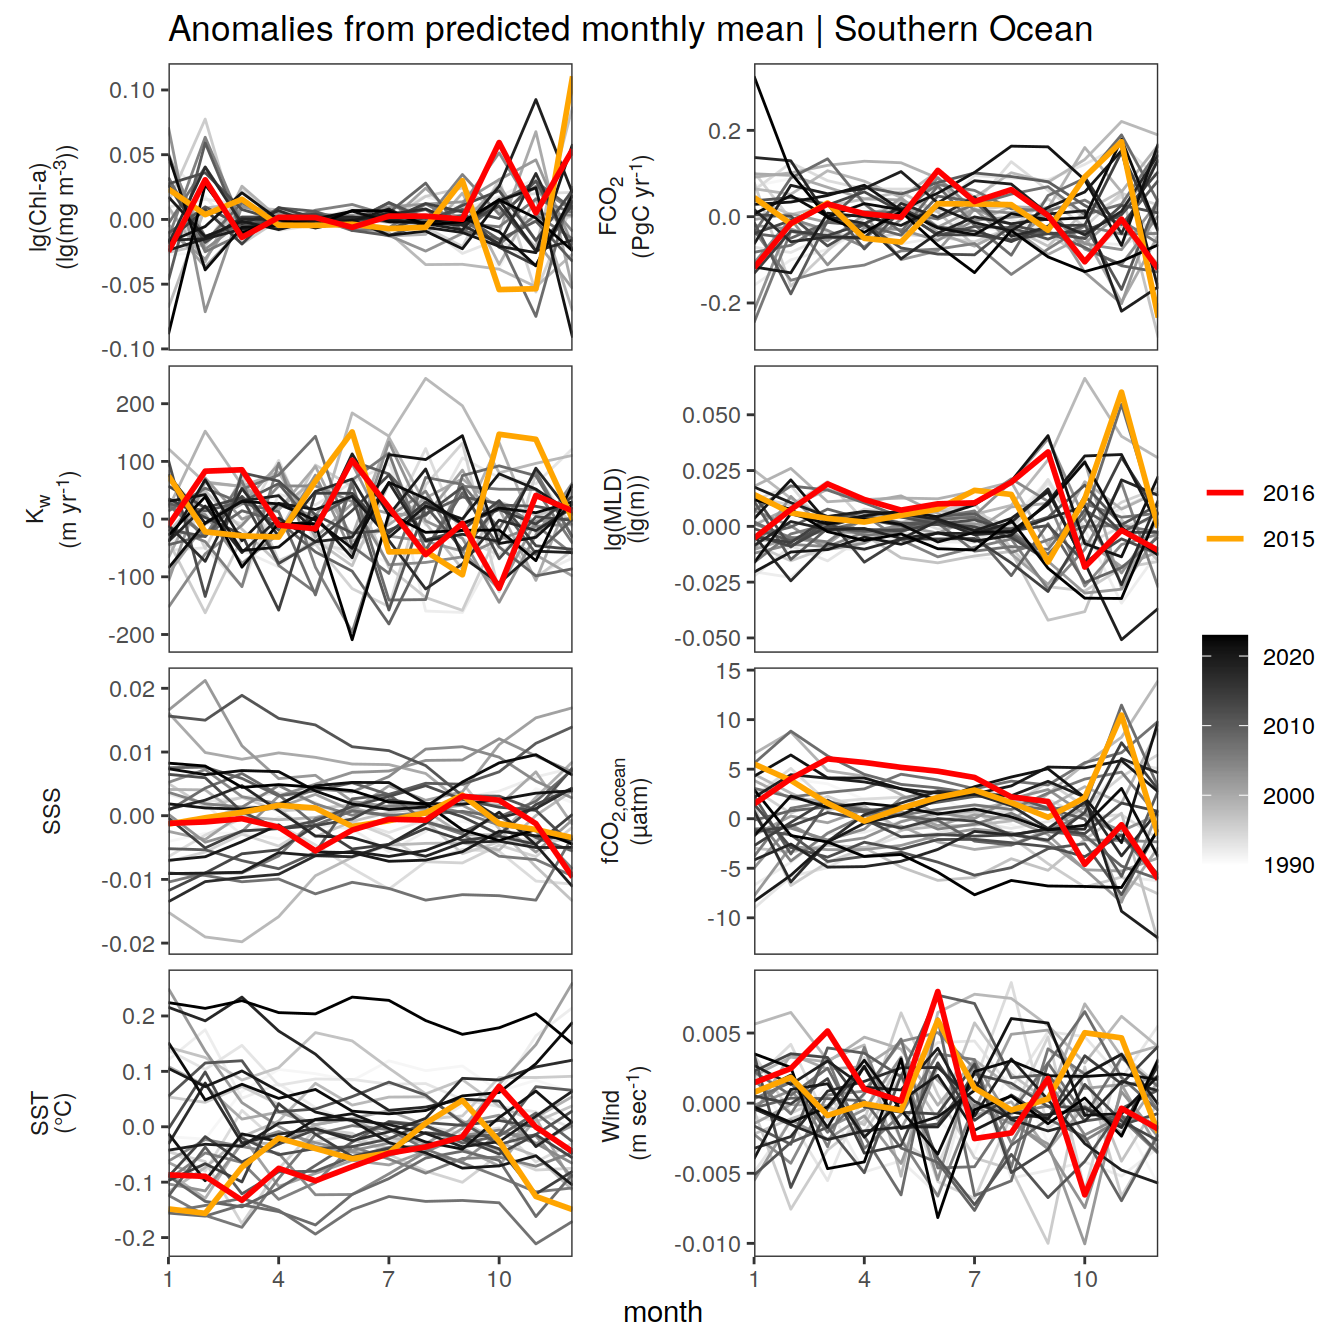 Anomalies from predicted monthly mean | Southern Ocean
lg(Chl-a)
(lg(mg m⁻³))
0.10
0.05
0.00
-0.05
-0.10
FCO₂
(PgC yr⁻¹)
0.2
0.0
-0.2
K_w
(m yr⁻¹)
200
100
0
-100
-200
lg(MLD)
(lg(m))
0.050
0.025
0.000
-0.025
-0.050
SSS
0.02
0.01
0.00
-0.01
-0.02
fCO₂,ocean
(µatm)
15
10
5
0
-5
-10
SST
(°C)
0.2
0.1
0.0
-0.1
-0.2
Wind
(m sec⁻¹)
0.005
0.000
-0.005
-0.010
1 4 7 10
1 4 7 10
month
2016
2015
2020
2010
2000
1990